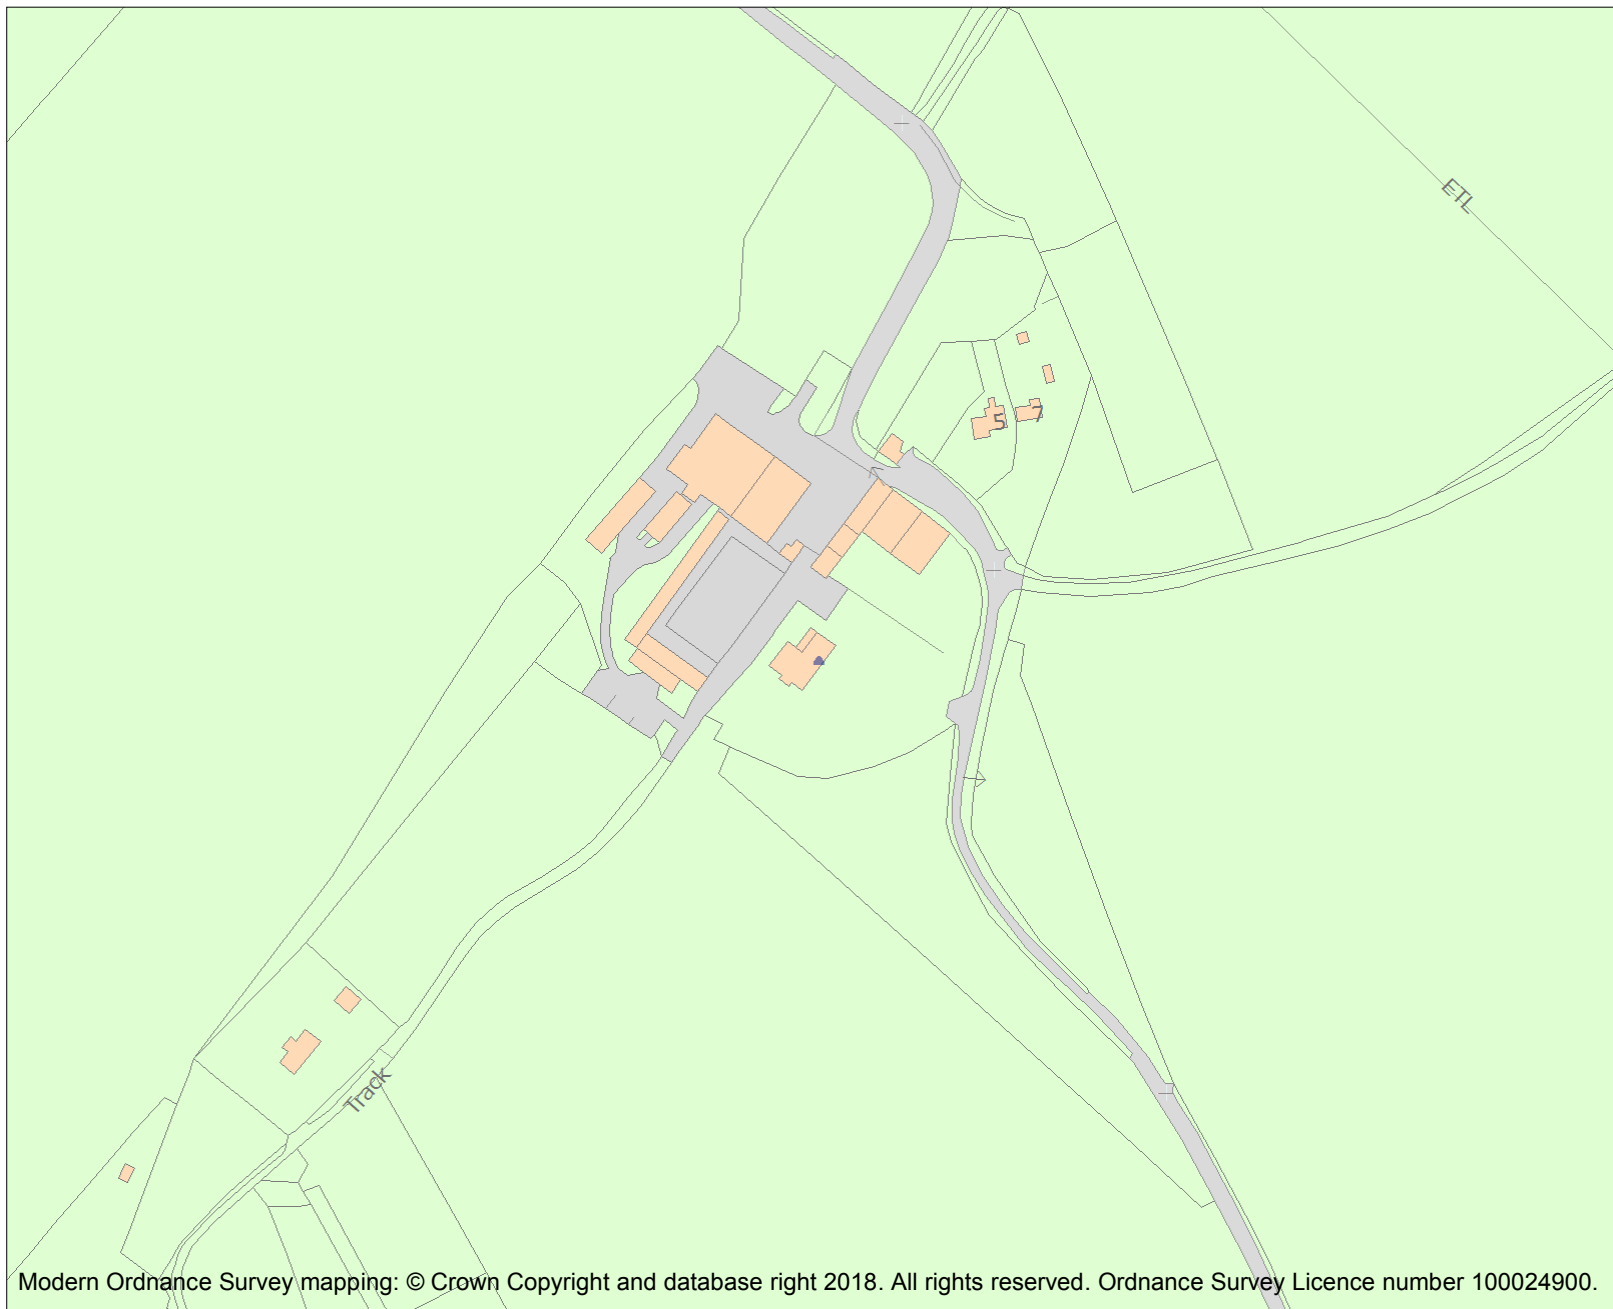 ETL
5
7
Track
Modern Ordnance Survey mapping: © Crown Copyright and database right 2018. All rights reserved. Ordnance Survey Licence number 100024900.